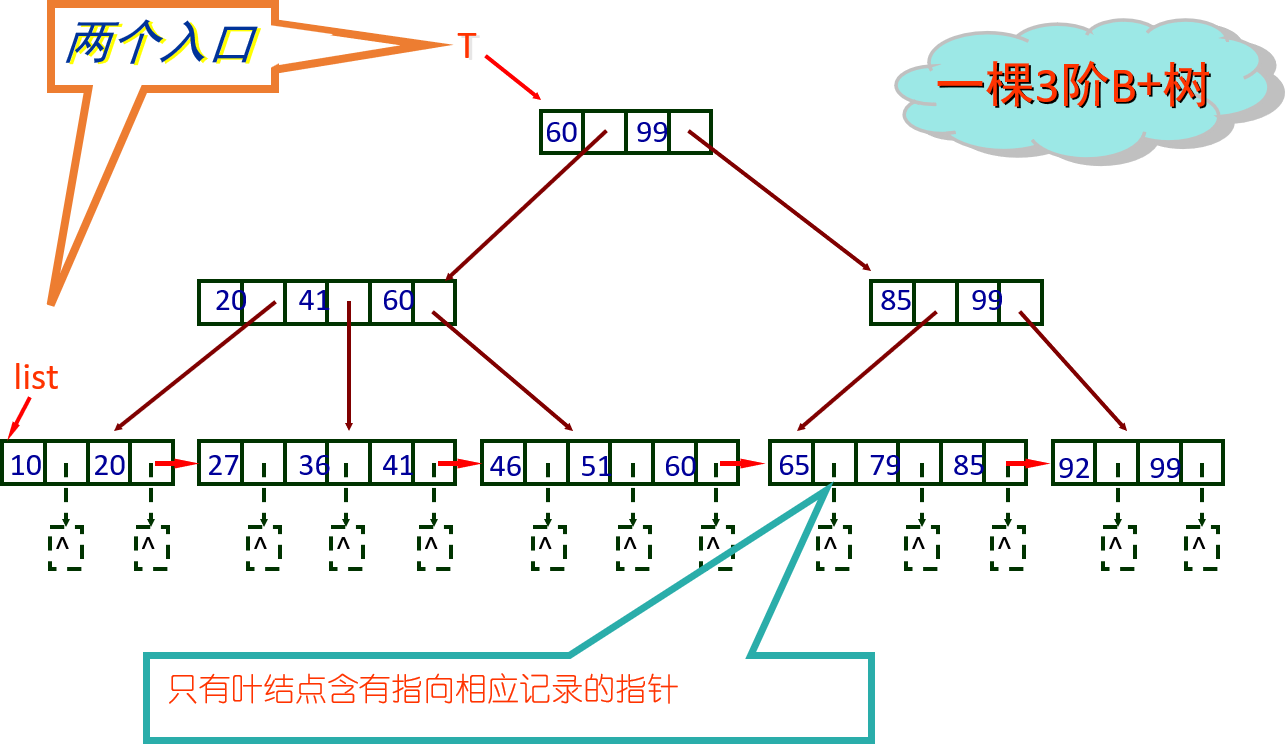 两个入口
T
一棵3阶B+树
60 99
20 41 60
85 99
list
10 20 27 36 41 46 51 60 65 79 85 92 99
^ ^ ^ ^ ^ ^ ^ ^ ^ ^ ^ ^ ^
只有叶结点含有指向相应记录的指针